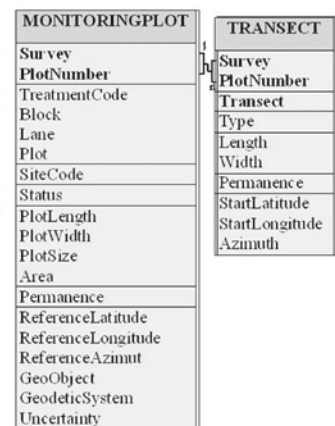 MONITORINGPLOT
Survey
PlotNumber
TreatmentCode
Block
Lane
Plot
SiteCode
Status
PlotLength
PlotWidth
PlotSize
Area
Permanence
ReferenceLatitude
ReferenceLongitude
ReferenceAzimut
GeoObject
GeodeticSystem
Uncertainty
1
n
TRANSECT
Survey
PlotNumber
Transect
Type
Length
Width
Permanence
StartLatitude
StartLongitude
Azimuth